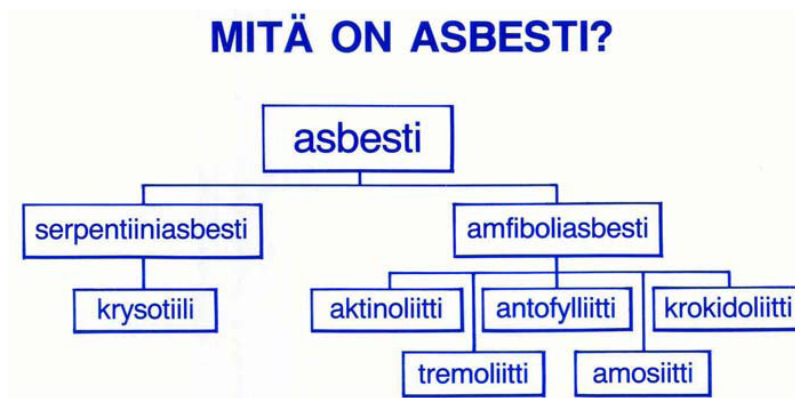 MITÄ ON ASBESTI?
asbesti
serpentiiniasbesti
amfiboliasbesti
krysotiili
aktinoliitti
antofylliitti
krokidoliitti
tremoliitti
amosiitti